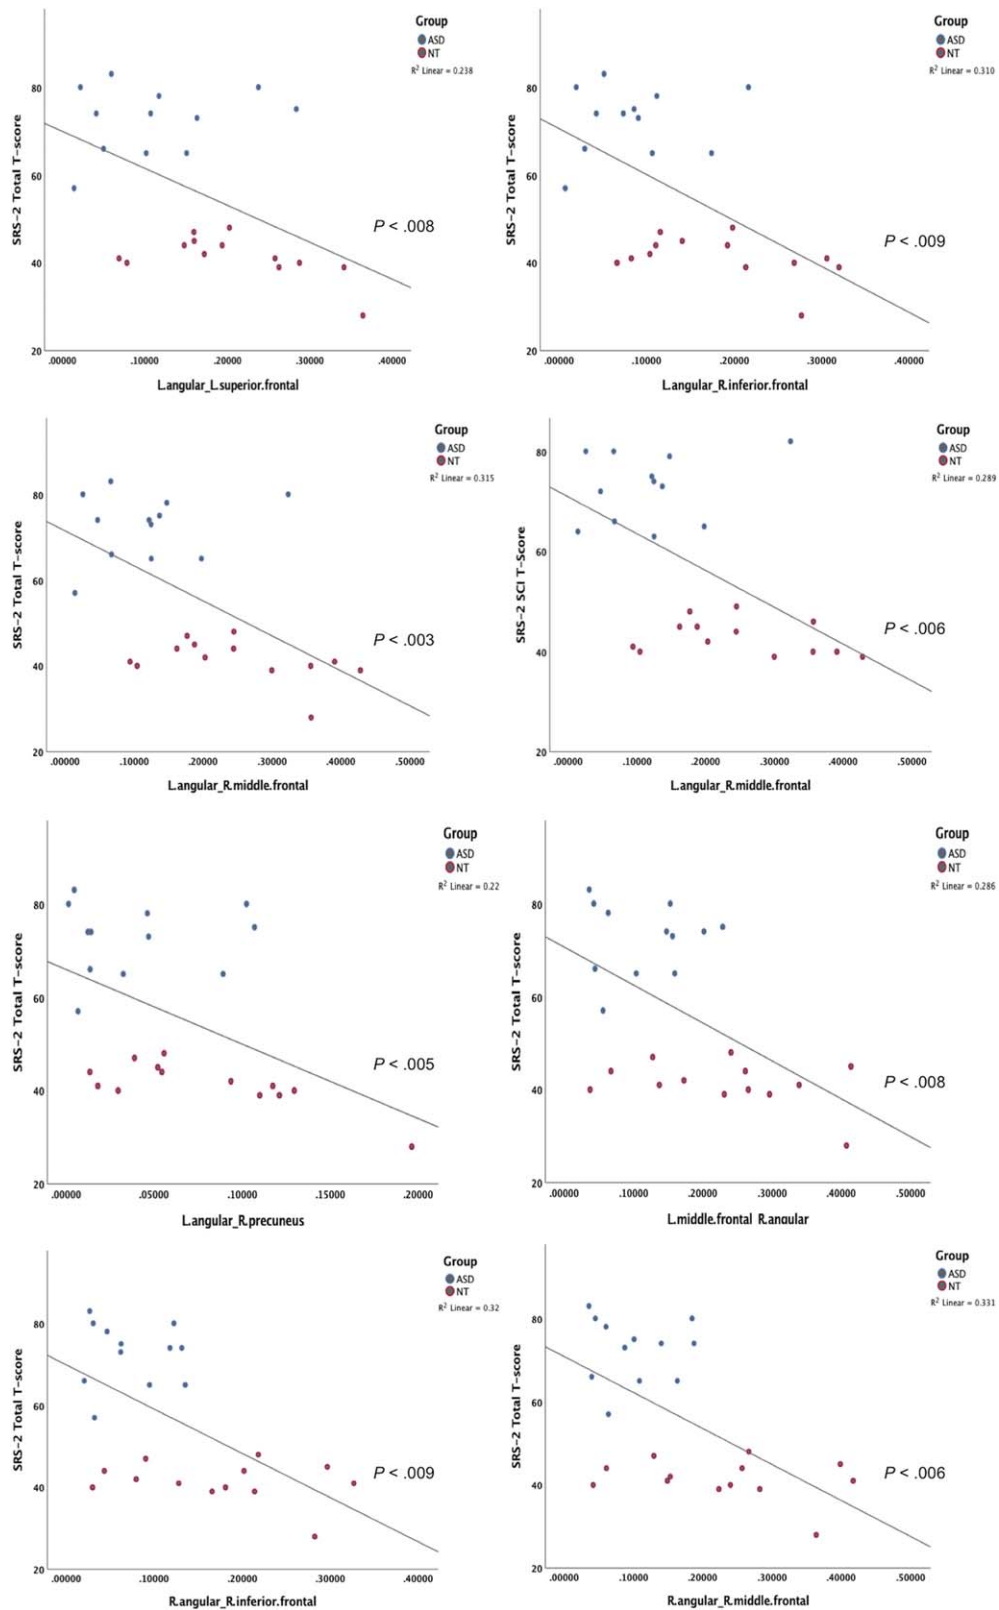 Group
ASD
NT
R² Linear = 0.238
SRS-2 Total T-score
80
60
40
20
P < .008
.00000 .10000 .20000 .30000 .40000
L.angular_L.superior.frontal
Group
ASD
NT
R² Linear = 0.310
SRS-2 Total T-score
80
60
40
20
P < .009
.00000 .10000 .20000 .30000 .40000
L.angular_R.inferior.frontal
Group
ASD
NT
R² Linear = 0.315
SRS-2 Total T-score
80
60
40
20
P < .003
.00000 .10000 .20000 .30000 .40000 .50000
L.angular_R.middle.frontal
Group
ASD
NT
R² Linear = 0.289
SRS-2 SCI T-Score
80
60
40
20
P < .006
.00000 .10000 .20000 .30000 .40000 .50000
L.angular_R.middle.frontal
Group
ASD
NT
R² Linear = 0.22
SRS-2 Total T-score
80
60
40
20
P < .005
.00000 .05000 .10000 .15000 .20000
L.angular_R.precuneus
Group
ASD
NT
R² Linear = 0.286
SRS-2 Total T-score
80
60
40
20
P < .008
.00000 .10000 .20000 .30000 .40000 .50000
L.middle.frontal_R.angular
Group
ASD
NT
R² Linear = 0.32
SRS-2 Total T-score
80
60
40
20
P < .009
.00000 .10000 .20000 .30000 .40000
R.angular_R.inferior.frontal
Group
ASD
NT
R² Linear = 0.331
SRS-2 Total T-score
80
60
40
20
P < .006
.00000 .10000 .20000 .30000 .40000 .50000
R.angular_R.middle.frontal